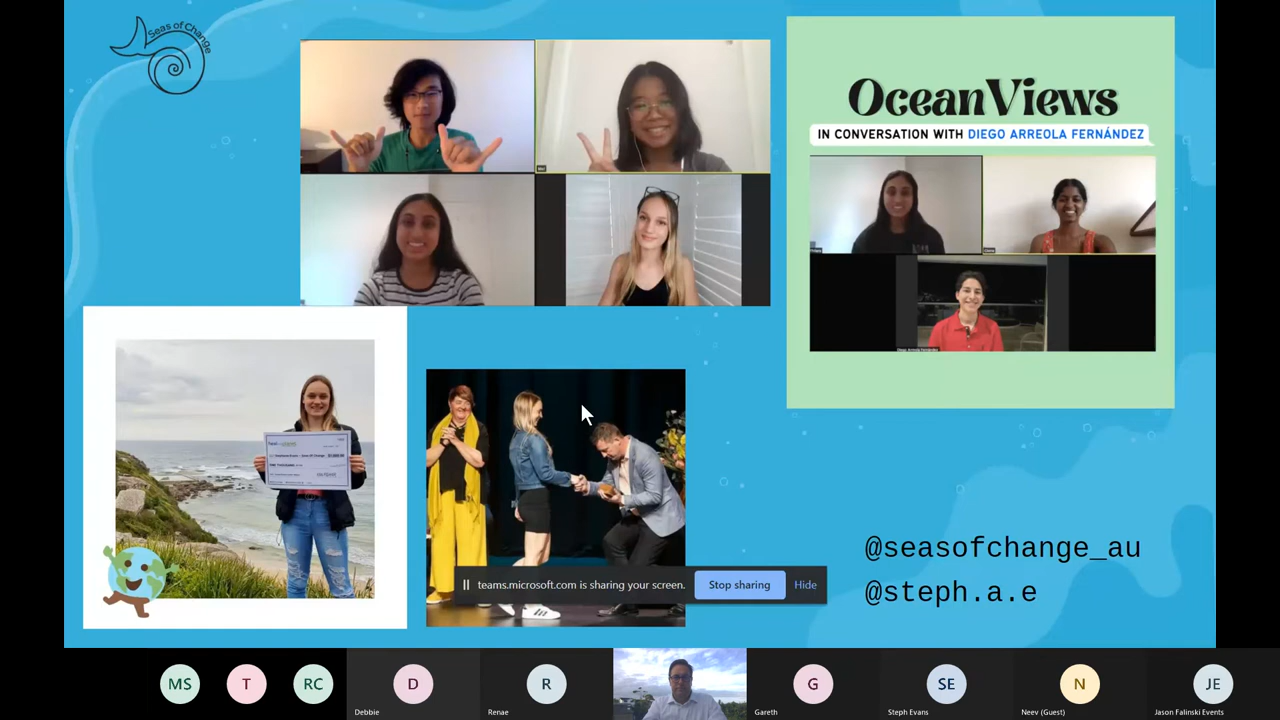 Seas of Change
OceanViews
IN CONVERSATION WITH DIEGO ARREOLA FERNÁNDEZ
teams.microsoft.com is sharing your screen.
Stop sharing
Hide
@seasofchange_au
@steph.a.e
MS
T
RC
D
R
G
SE
N
JE
Debbie
Renae
Gareth
Steph Evans
Neev (Guest)
Jason Falinski Events